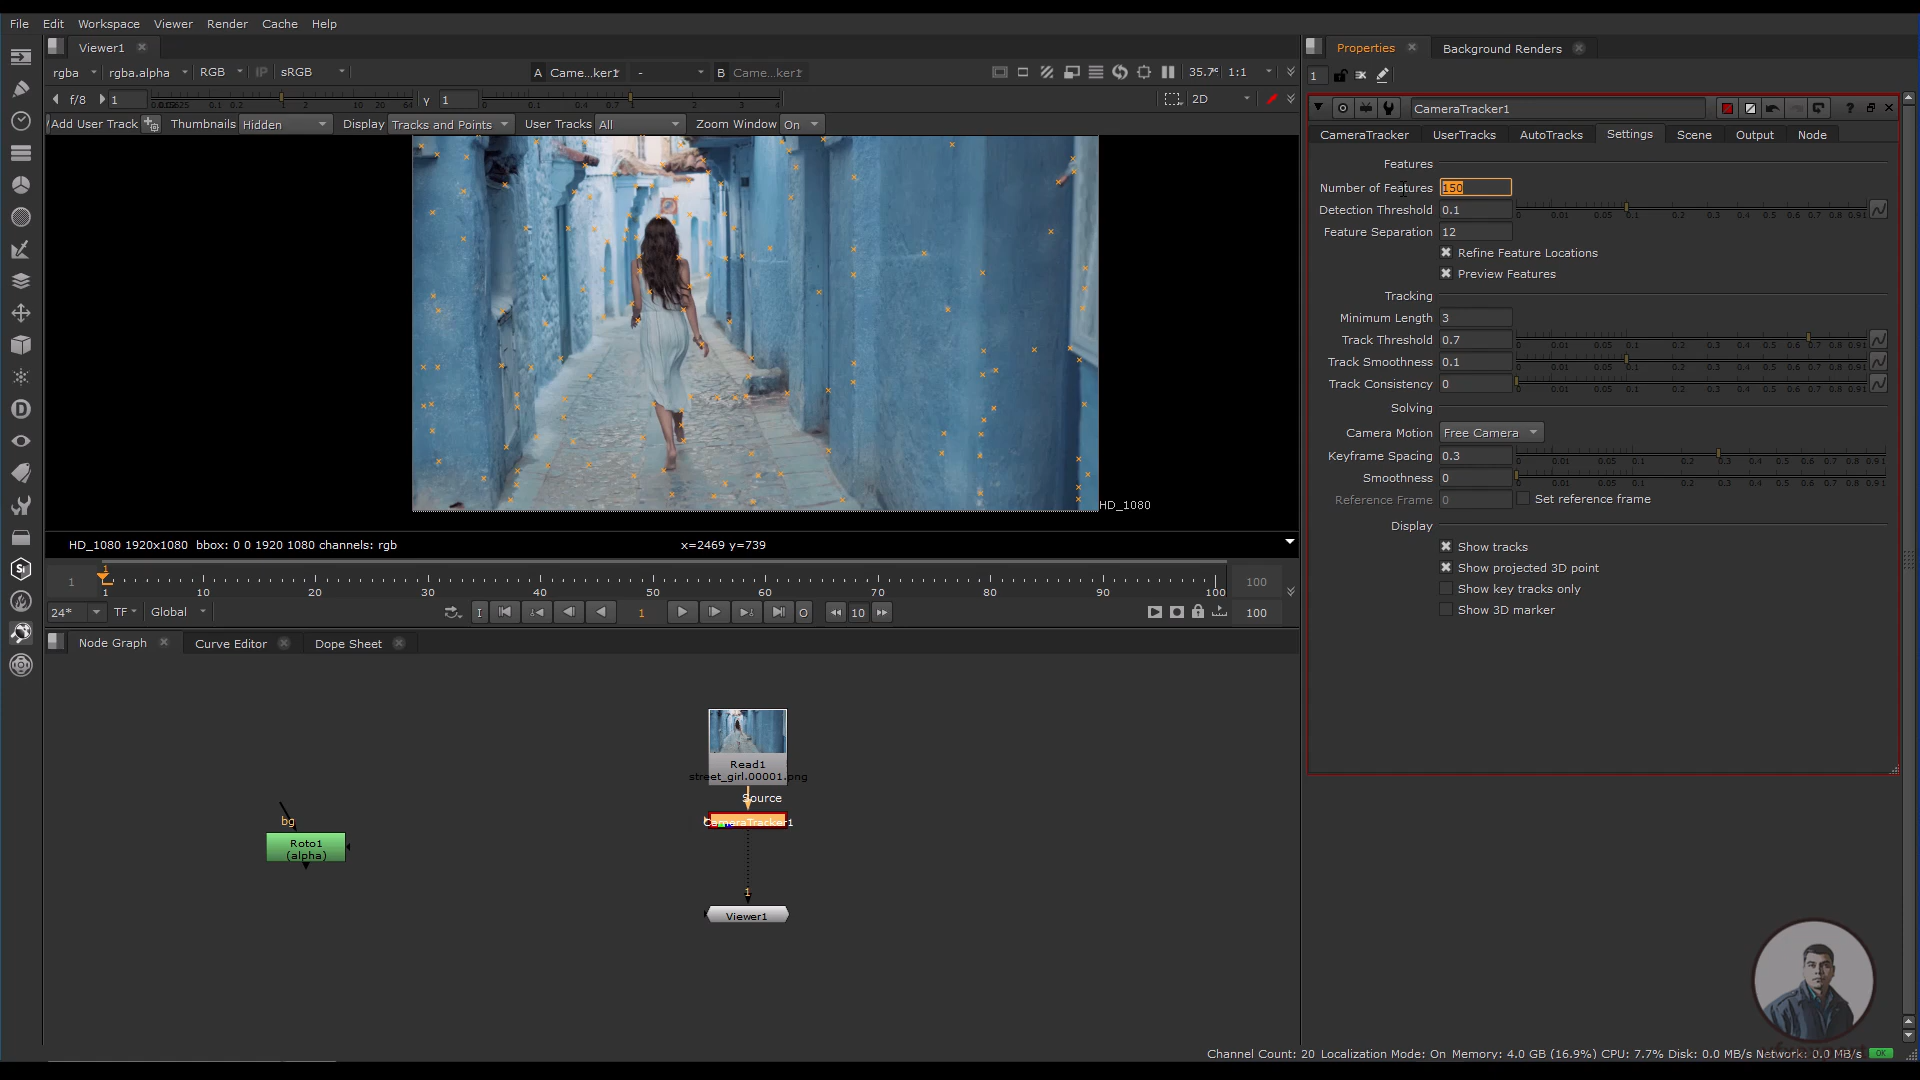 File Edit Workspace Viewer Render Cache Help
Viewer1
Properties Background Renders
rgba rgba.alpha RGB IP sRGB A Came...ker1 - B Came...ker1 35.7% 1:1
1
f/8 1 γ 1 2D
CameraTracker1
Add User Track Thumbnails Hidden Display Tracks and Points User Tracks All Zoom Window On
CameraTracker UserTracks AutoTracks Settings Scene Output Node
Features
Number of Features 150
Detection Threshold 0.1
Feature Separation 12
Refine Feature Locations
Preview Features
Tracking
Minimum Length 3
Track Threshold 0.7
Track Smoothness 0.1
Track Consistency 0
Solving
Camera Motion Free Camera
Keyframe Spacing 0.3
Smoothness 0
Reference Frame 0 Set reference frame
Display
Show tracks
Show projected 3D point
Show key tracks only
Show 3D marker
HD_1080
HD_1080 1920x1080 bbox: 0 0 1920 1080 channels: rgb x=2469 y=739
1
1 1 10 20 30 40 50 60 70 80 90 100 100
24* TF Global I 1 O 10 100
Node Graph Curve Editor Dope Sheet
Read1
street_girl.00001.png
Source
CameraTracker1
bg
Roto1
(alpha)
1
Viewer1
Channel Count: 20 Localization Mode: On Memory: 4.0 GB (16.9%) CPU: 7.7% Disk: 0.0 MB/s Network: 0.0 MB/s OK